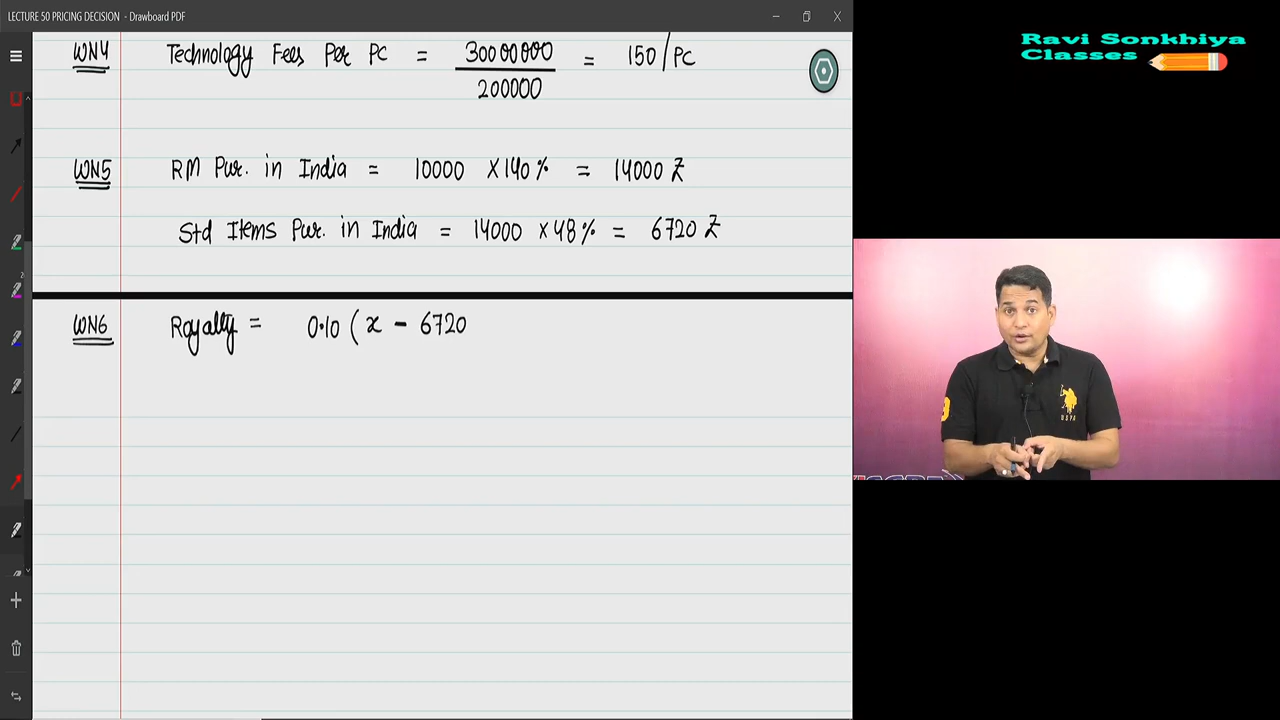 LECTURE 50 PRICING DECISION - Drawboard PDF
Ravi Sonkhiya
Classes
WN4 Technology Fees Per PC = 30000000 / 200000 = 150/PC
WN5 RM Pur. in India = 10000 X 140% = 14000 ₹
Std Items Pur. in India = 14000 X 48% = 6720 ₹
WN6 Royalty = 0.10 ( x - 6720
USPA